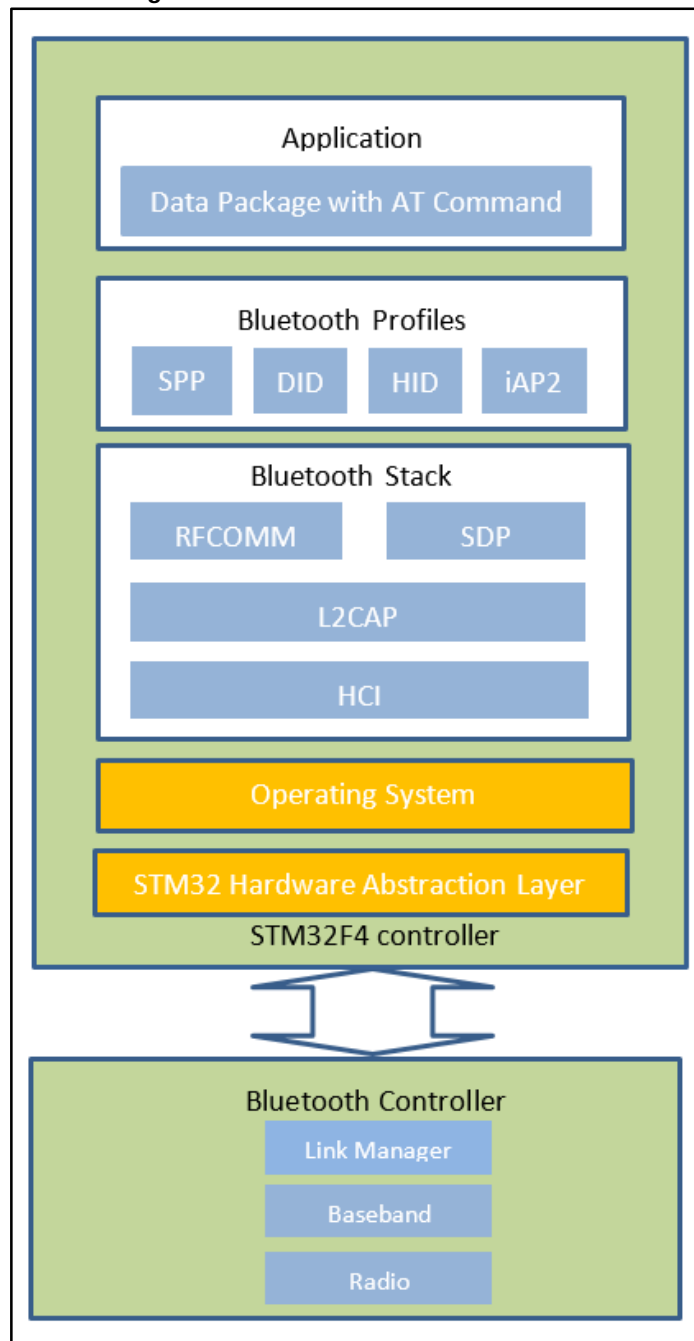 Application
Data Package with AT Command
Bluetooth Profiles
SPP DID HID iAP2
Bluetooth Stack
RFCOMM SDP
L2CAP
HCI
Operating System
STM32 Hardware Abstraction Layer
STM32F4 controller
Bluetooth Controller
Link Manager
Baseband
Radio